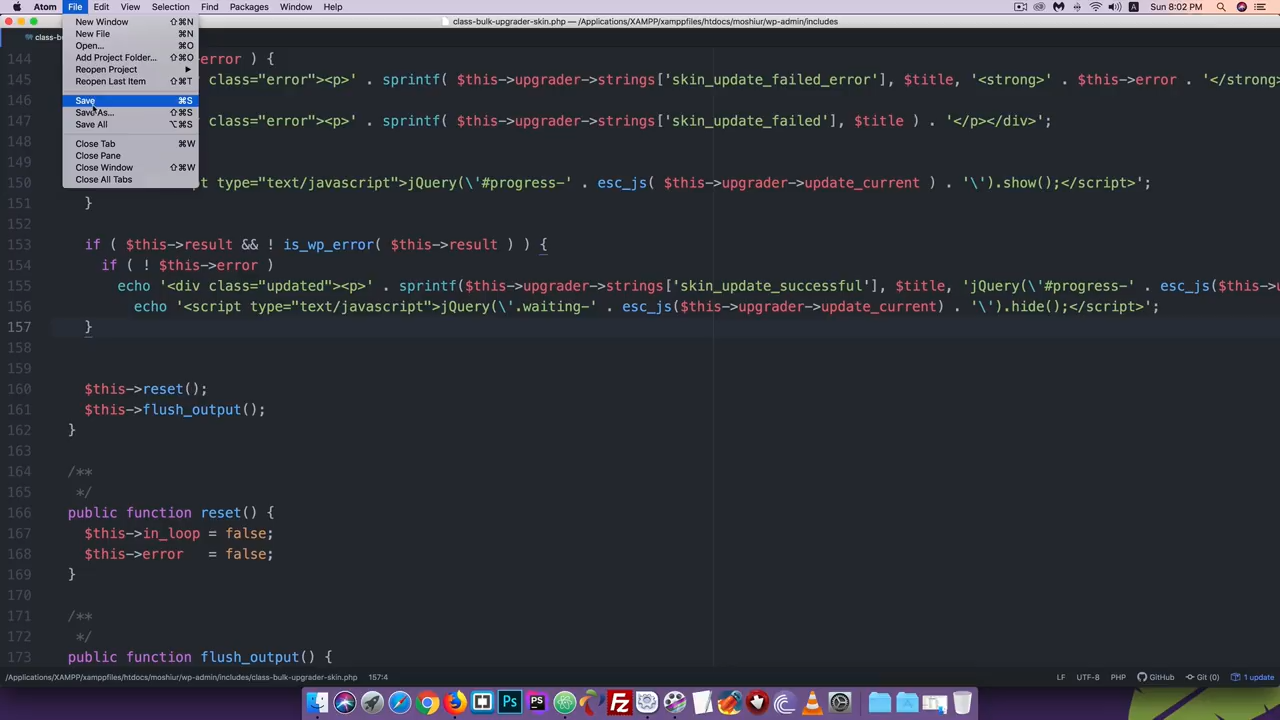 Atom File Edit View Selection Find Packages Window Help A Sun 8:02 PM
class-bulk-upgrader-skin.php — /Applications/XAMPP/xamppfiles/htdocs/moshiur/wp-admin/includes
New Window ⇧⌘N
New File ⌘N
Open... ⌘O
Add Project Folder... ⇧⌘O
Reopen Project ▶
Reopen Last Item ⇧⌘T
Save ⌘S
Save As... ⇧⌘S
Save All ⌥⌘S
Close Tab ⌘W
Close Pane
Close Window ⇧⌘W
Close All Tabs
class-bu
144 error ) {
145 class="error"><p>' . sprintf( $this->upgrader->strings['skin_update_failed_error'], $title, '<strong>' . $this->error . '</strong>
146
147 class="error"><p>' . sprintf( $this->upgrader->strings['skin_update_failed'], $title ) . '</p></div>';
148
149
150 pt type="text/javascript">jQuery(\'#progress-' . esc_js( $this->upgrader->update_current ) . '\').show();</script>';
151 }
152
153 if ( $this->result && ! is_wp_error( $this->result ) ) {
154 if ( ! $this->error )
155 echo '<div class="updated"><p>' . sprintf($this->upgrader->strings['skin_update_successful'], $title, 'jQuery(\'#progress-' . esc_js($this->u
156 echo '<script type="text/javascript">jQuery(\'.waiting-' . esc_js($this->upgrader->update_current) . '\').hide();</script>';
157 }
158
159
160 $this->reset();
161 $this->flush_output();
162 }
163
164 /**
165 */
166 public function reset() {
167 $this->in_loop = false;
168 $this->error = false;
169 }
170
171 /**
172 */
173 public function flush_output() {
/Applications/XAMPP/xamppfiles/htdocs/moshiur/wp-admin/includes/class-bulk-upgrader-skin.php 157:4 LF UTF-8 PHP GitHub Git (0) 1 update
Ps PS Fz